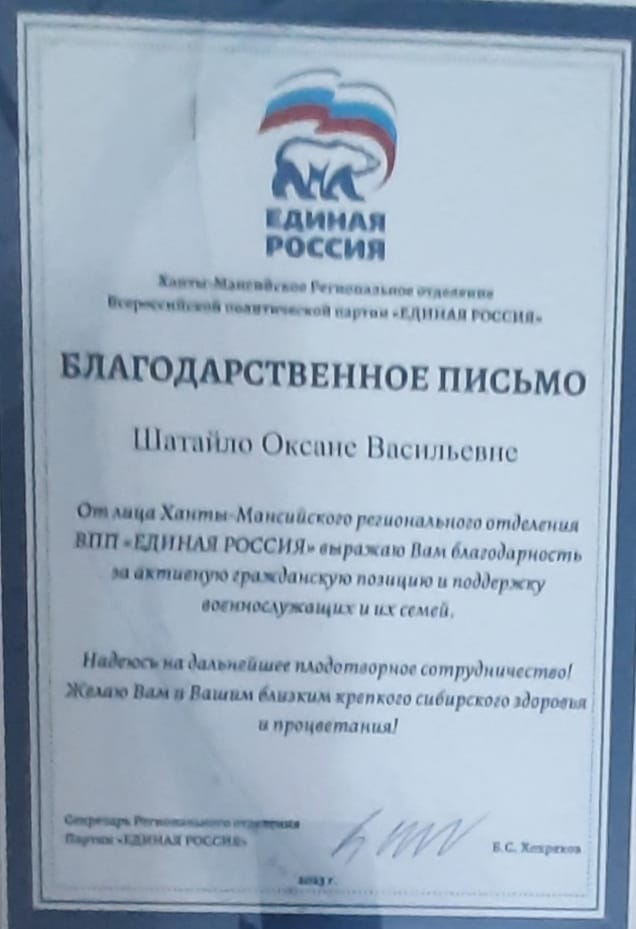 ЕДИНАЯ
РОССИЯ
Ханты-Мансийское Региональное отделение
Всероссийской политической партии «ЕДИНАЯ РОССИЯ»
БЛАГОДАРСТВЕННОЕ ПИСЬМО
Шатайло Оксане Васильевне
От лица Ханты-Мансийского регионального отделения
ВПП «ЕДИНАЯ РОССИЯ» выражаю Вам благодарность
за активную гражданскую позицию и поддержку
военнослужащих и их семей.
Надеюсь на дальнейшее плодотворное сотрудничество!
Желаю Вам и Вашим близким крепкого сибирского здоровья
и процветания!
Секретарь Регионального отделения
Партии «ЕДИНАЯ РОССИЯ»
Б.С. Хохряков
2023 г.